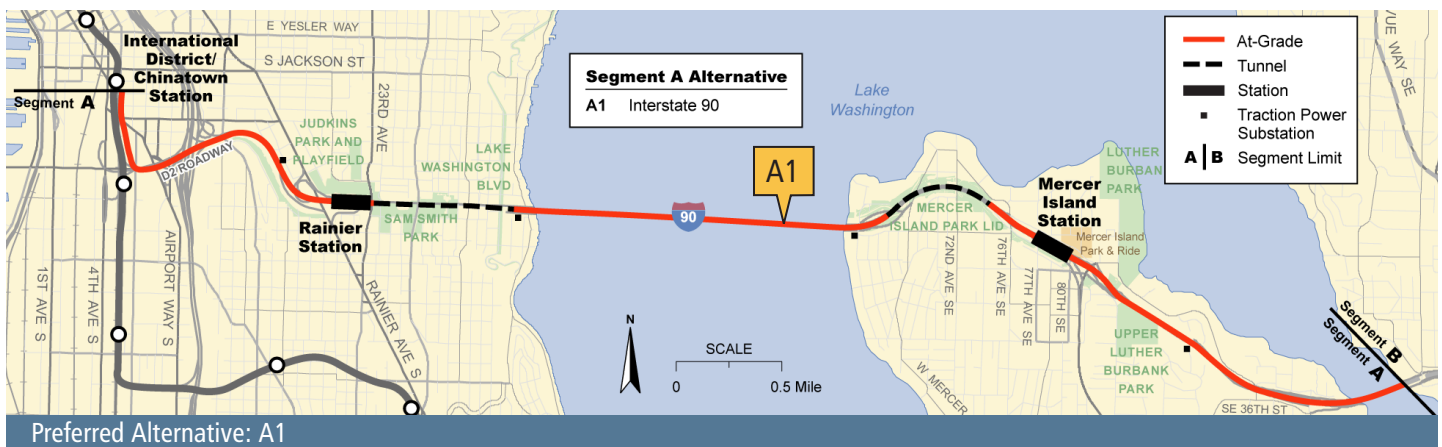 E YESLER WAY
International
District/
Chinatown
Station
S JACKSON ST
Segment A
23RD AVE
JUDKINS
PARK AND
PLAYFIELD
D2 ROADWAY
LAKE
WASHINGTON
BLVD
SAM SMITH
PARK
Rainier
Station
1ST AVE S
4TH AVE S
AIRPORT WAY S
RAINIER AVE S
Segment A Alternative
A1 Interstate 90
Lake
Washington
A1
90
N
SCALE
0 0.5 Mile
MERCER
ISLAND PARK LID
LUTHER
BURBANK
PARK
Mercer
Island
Station
Mercer Island
Park & Ride
72ND AVE SE
76TH AVE SE
77TH AVE SE
80TH SE
W MERCER
UPPER
LUTHER
BURBANK
PARK
SE 36TH ST
Segment B
Segment A
At-Grade
Tunnel
Station
Traction Power
Substation
A B Segment Limit
Preferred Alternative: A1